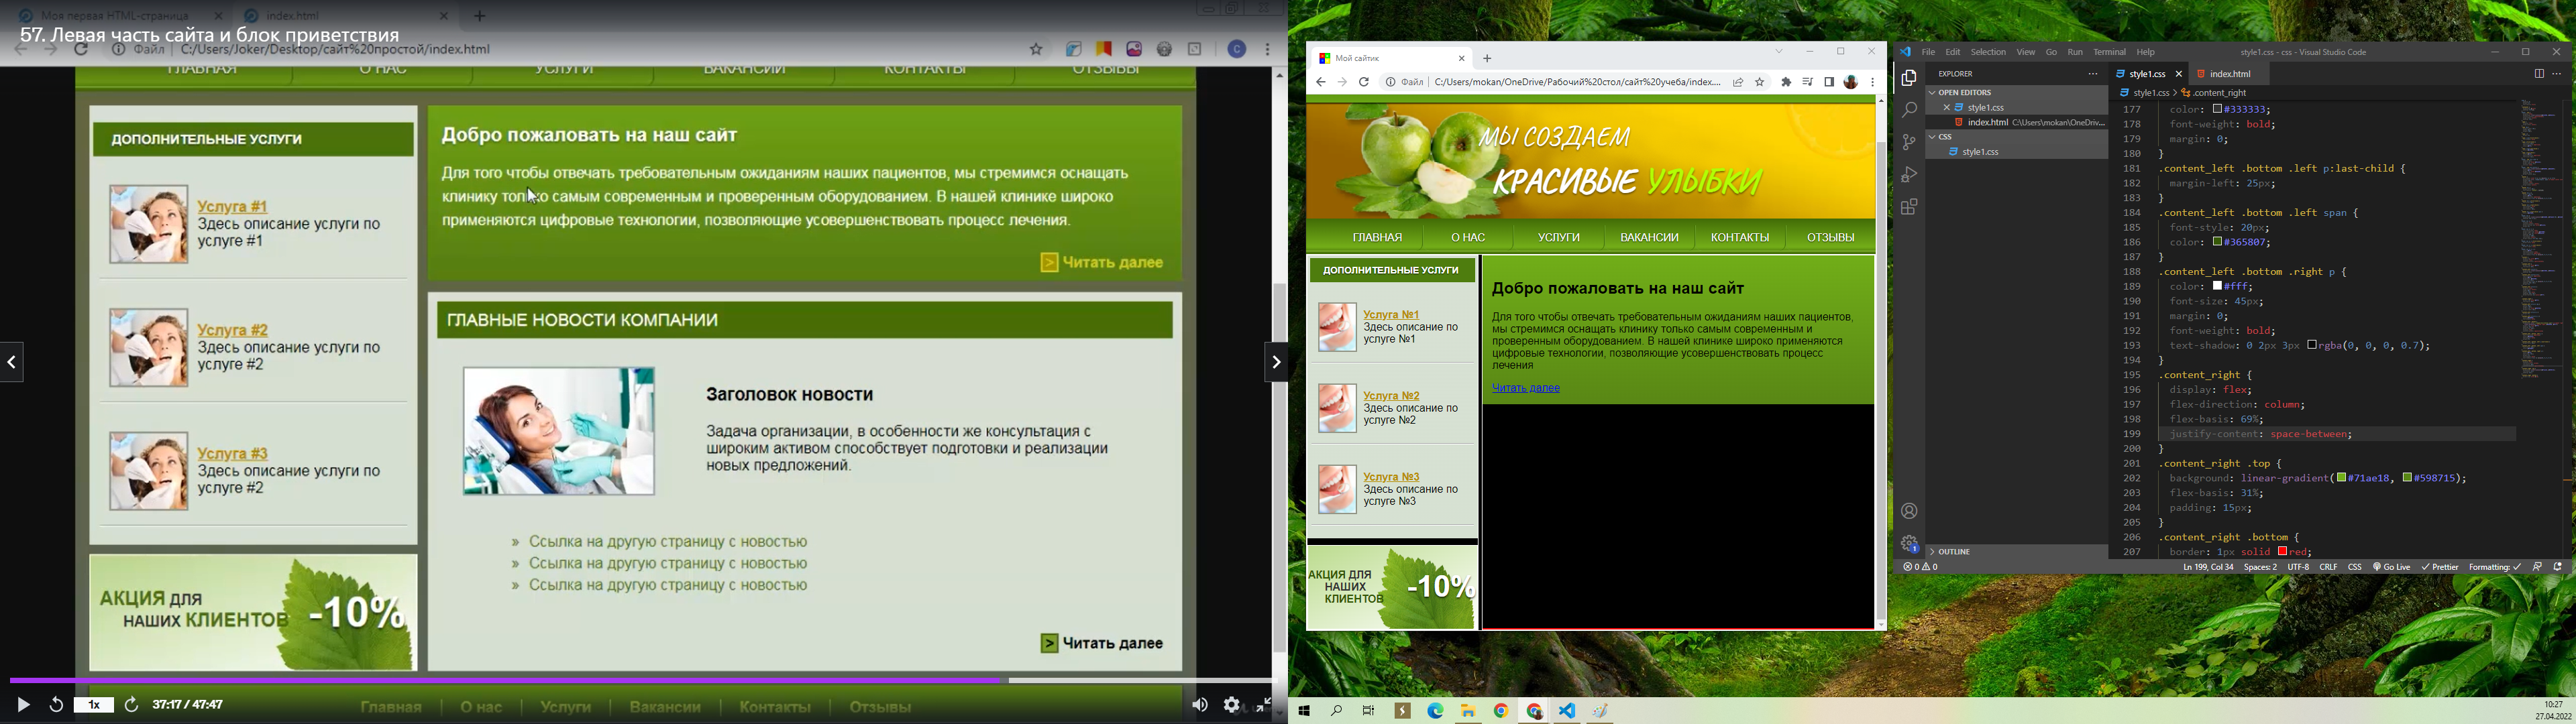 Моя первая HTML-страница
index.html
57. Левая часть сайта и блок приветствия
Файл | C:/Users/Joker/Desktop/сайт%20простой/index.html
C
ГЛАВНАЯ
О НАС
УСЛУГИ
ВАКАНСИИ
КОНТАКТЫ
ОТЗЫВЫ
ДОПОЛНИТЕЛЬНЫЕ УСЛУГИ
Услуга #1
Здесь описание услуги по
услуге #1
Услуга #2
Здесь описание услуги по
услуге #2
Услуга #3
Здесь описание услуги по
услуге #2
АКЦИЯ ДЛЯ
НАШИХ КЛИЕНТОВ
-10%
Добро пожаловать на наш сайт
Для того чтобы отвечать требовательным ожиданиям наших пациентов, мы стремимся оснащать
клинику только самым современным и проверенным оборудованием. В нашей клинике широко
применяются цифровые технологии, позволяющие усовершенствовать процесс лечения.
> Читать далее
ГЛАВНЫЕ НОВОСТИ КОМПАНИИ
Заголовок новости
Задача организации, в особенности же консультация с
широким активом способствует подготовки и реализации
новых предложений.
» Ссылка на другую страницу с новостью
» Ссылка на другую страницу с новостью
» Ссылка на другую страницу с новостью
> Читать далее
1x
37:17 / 47:47
Главная | О нас | Услуги | Вакансии | Контакты | Отзывы
Мой сайтик
Файл | C:/Users/mokan/OneDrive/Рабочий%20стол/сайт%20учеба/index....
МЫ СОЗДАЕМ
КРАСИВЫЕ УЛЫБКИ
ГЛАВНАЯ
О НАС
УСЛУГИ
ВАКАНСИИ
КОНТАКТЫ
ОТЗЫВЫ
ДОПОЛНИТЕЛЬНЫЕ УСЛУГИ
Услуга №1
Здесь описание по
услуге №1
Услуга №2
Здесь описание по
услуге №2
Услуга №3
Здесь описание по
услуге №3
АКЦИЯ ДЛЯ
НАШИХ
КЛИЕНТОВ
-10%
Добро пожаловать на наш сайт
Для того чтобы отвечать требовательным ожиданиям наших пациентов,
мы стремимся оснащать клинику только самым современным и
проверенным оборудованием. В нашей клинике широко применяются
цифровые технологии, позволяющие усовершенствовать процесс
лечения
Читать далее
File Edit Selection View Go Run Terminal Help
style1.css - css - Visual Studio Code
EXPLORER
OPEN EDITORS
style1.css
index.html C:\Users\mokan\OneDriv...
CSS
style1.css
OUTLINE
style1.css
index.html
style1.css > .content_right
177 color: #333333;
178 font-weight: bold;
179 margin: 0;
180 }
181 .content_left .bottom .left p:last-child {
182 margin-left: 25px;
183 }
184 .content_left .bottom .left span {
185 font-style: 20px;
186 color: #365807;
187 }
188 .content_left .bottom .right p {
189 color: #fff;
190 font-size: 45px;
191 margin: 0;
192 font-weight: bold;
193 text-shadow: 0 2px 3px rgba(0, 0, 0, 0.7);
194 }
195 .content_right {
196 display: flex;
197 flex-direction: column;
198 flex-basis: 69%;
199 justify-content: space-between;
200 }
201 .content_right .top {
202 background: linear-gradient(#71ae18, #598715);
203 flex-basis: 31%;
204 padding: 15px;
205 }
206 .content_right .bottom {
207 border: 1px solid red;
0 0
Ln 199, Col 34
Spaces: 2
UTF-8
CRLF
CSS
Go Live
Prettier
Formatting:
10:27
27.04.2022